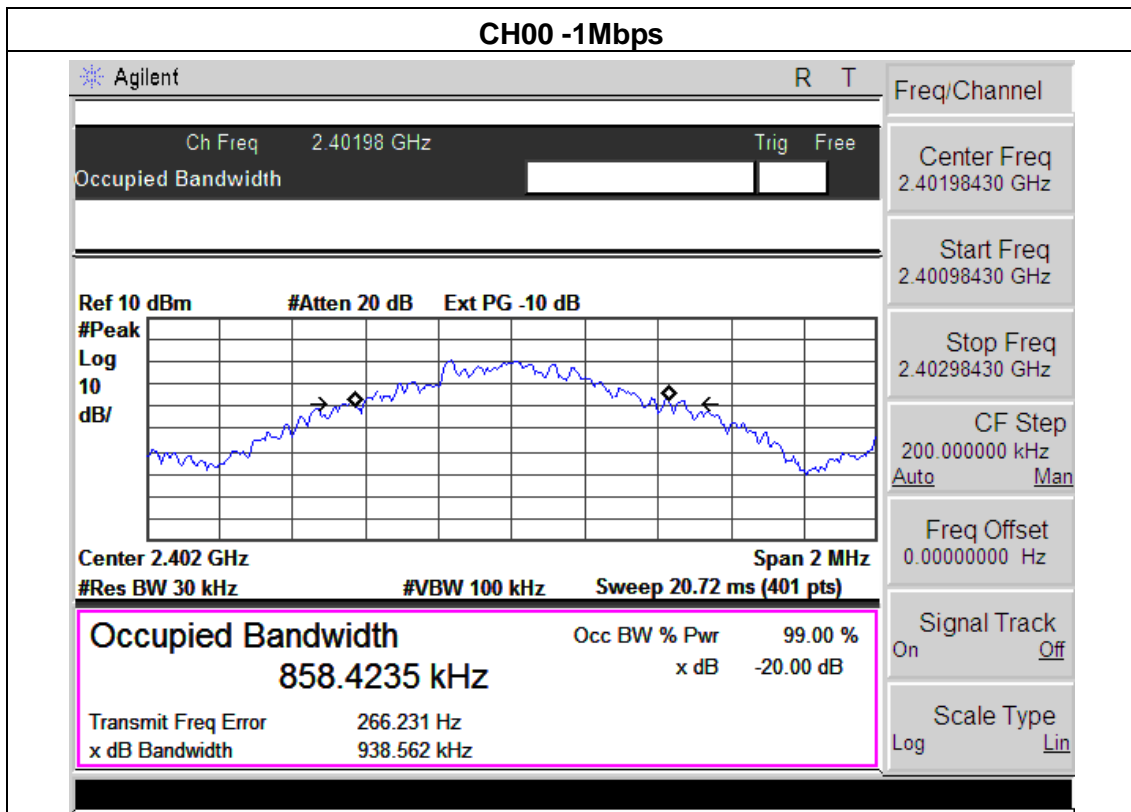 CH00 -1Mbps
Agilent R T
Ch Freq 2.40198 GHz Trig Free
Occupied Bandwidth
Ref 10 dBm #Atten 20 dB Ext PG -10 dB
#Peak
Log
10
dB/
Center 2.402 GHz Span 2 MHz
#Res BW 30 kHz #VBW 100 kHz Sweep 20.72 ms (401 pts)
Occupied Bandwidth Occ BW % Pwr 99.00 %
858.4235 kHz x dB -20.00 dB
Transmit Freq Error 266.231 Hz
x dB Bandwidth 938.562 kHz
Freq/Channel
Center Freq
2.40198430 GHz
Start Freq
2.40098430 GHz
Stop Freq
2.40298430 GHz
CF Step
200.000000 kHz
Auto Man
Freq Offset
0.00000000 Hz
Signal Track
On Off
Scale Type
Log Lin